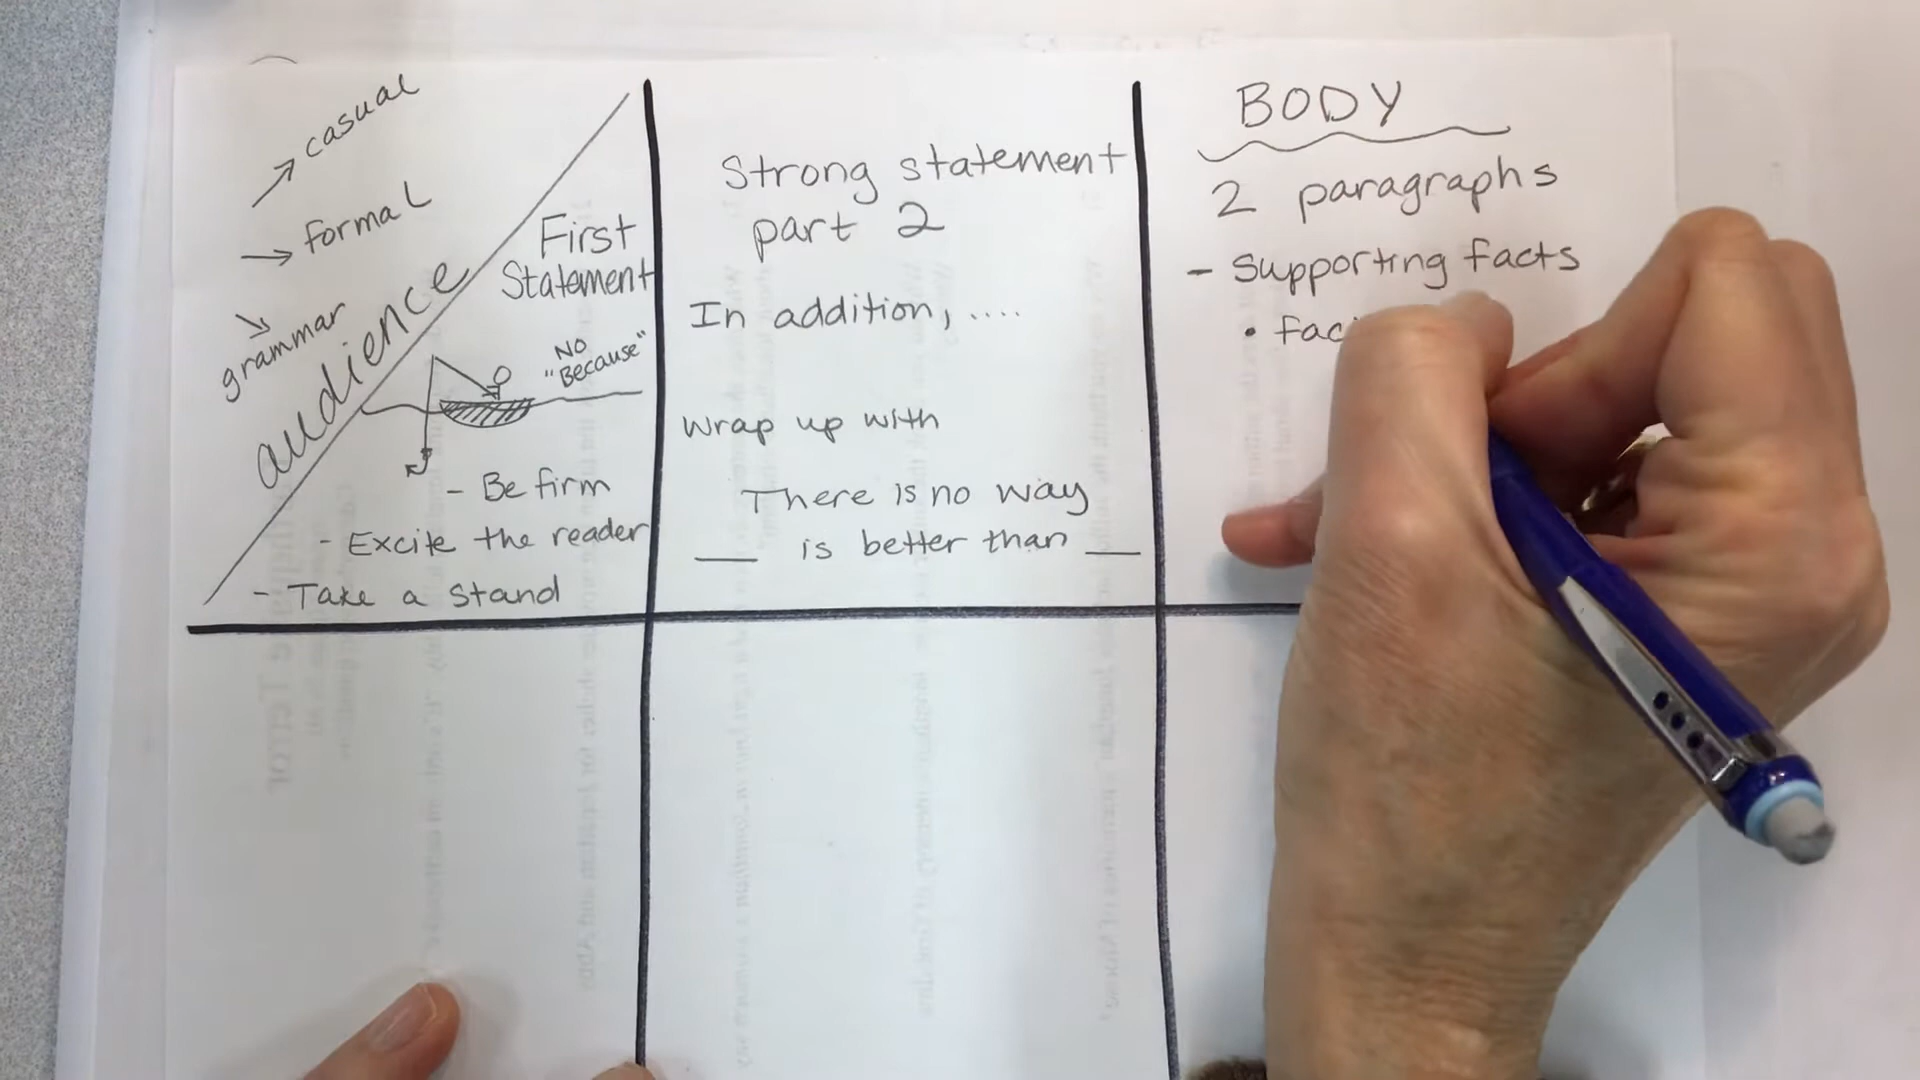 casual
formal
grammar
audience
First
Statement
NO
"Because"
- Be firm
- Excite the reader
- Take a stand
Strong statement
part 2
In addition, ....
Wrap up with
There is no way
___ is better than ___
BODY
2 paragraphs
- Supporting facts